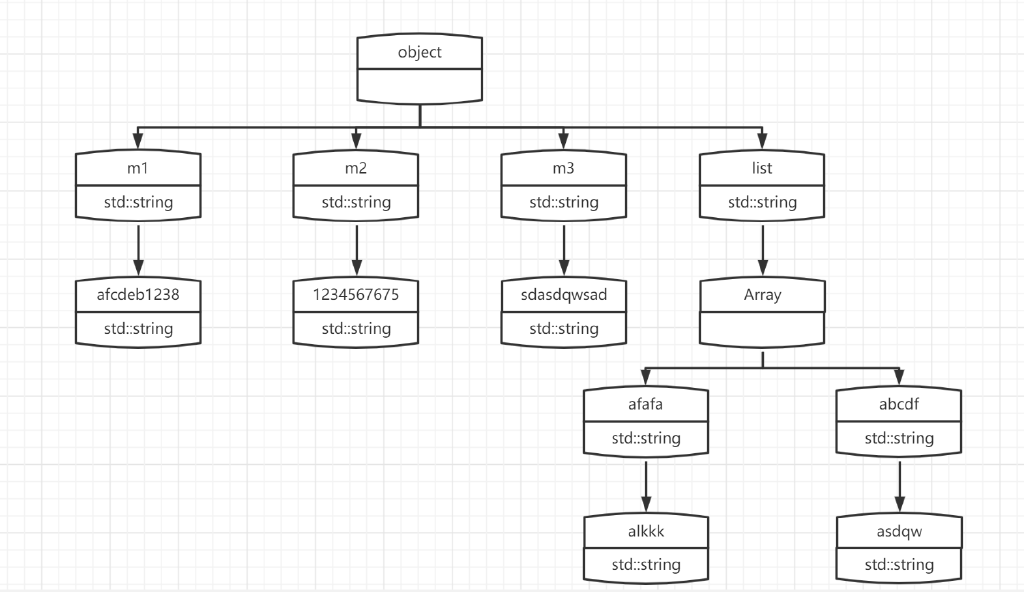 object
m1
std::string
m2
std::string
m3
std::string
list
std::string
afcdeb1238
std::string
1234567675
std::string
sdasdqwsad
std::string
Array
afafa
std::string
abcdf
std::string
alkkk
std::string
asdqw
std::string